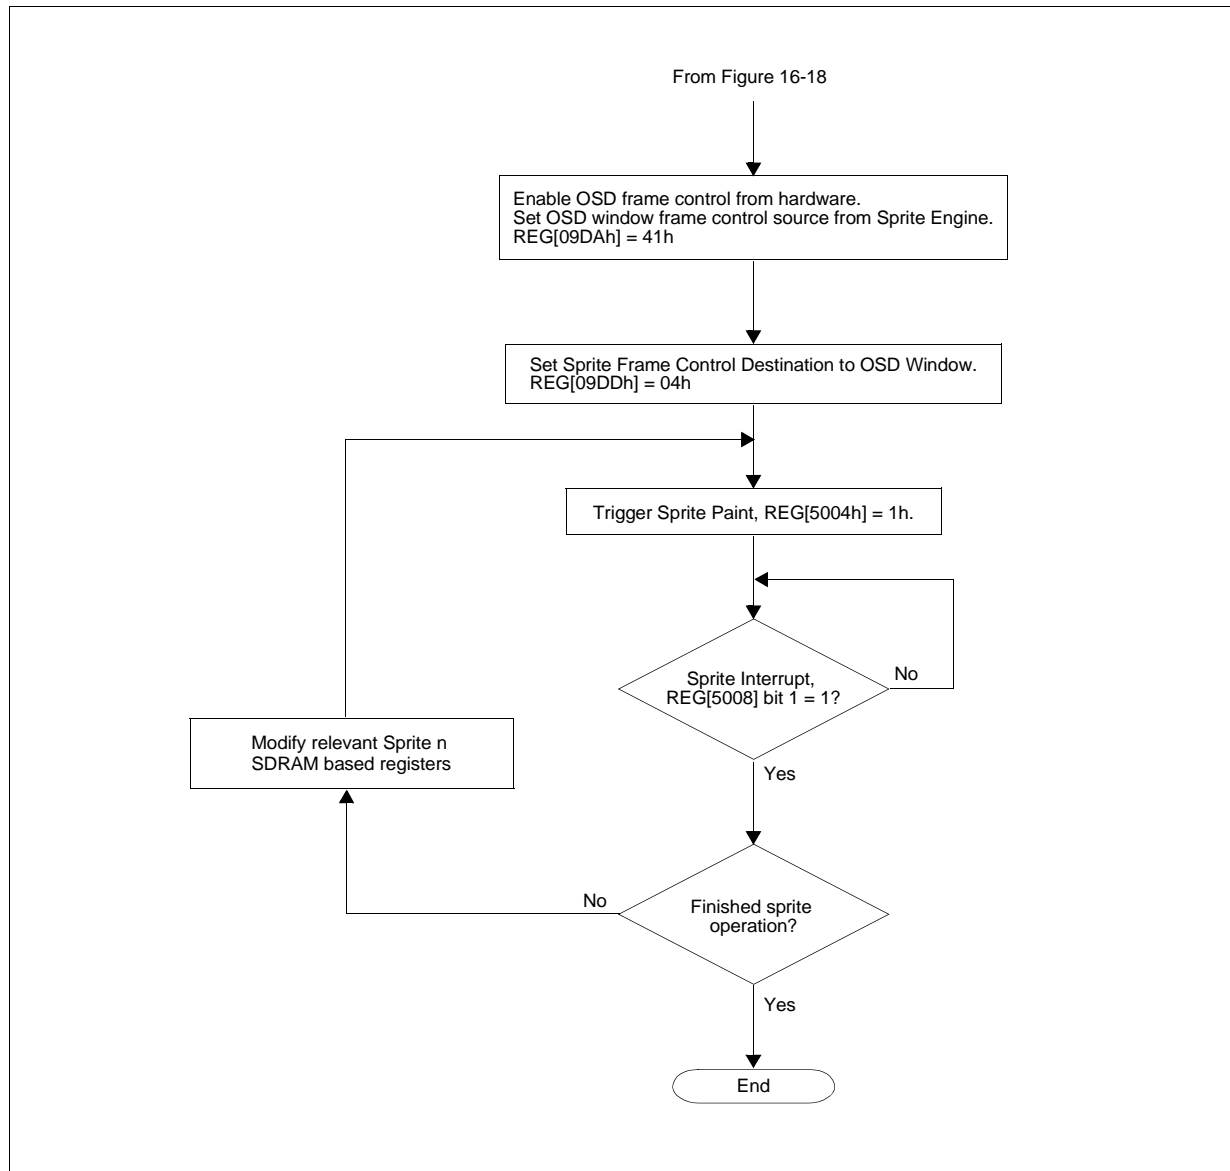 From Figure 16-18
Enable OSD frame control from hardware.
Set OSD window frame control source from Sprite Engine.
REG[09DAh] = 41h
Set Sprite Frame Control Destination to OSD Window.
REG[09DDh] = 04h
Trigger Sprite Paint, REG[5004h] = 1h.
Sprite Interrupt,
REG[5008] bit 1 = 1?
No
Yes
Modify relevant Sprite n
SDRAM based registers
Finished sprite
operation?
No
Yes
End